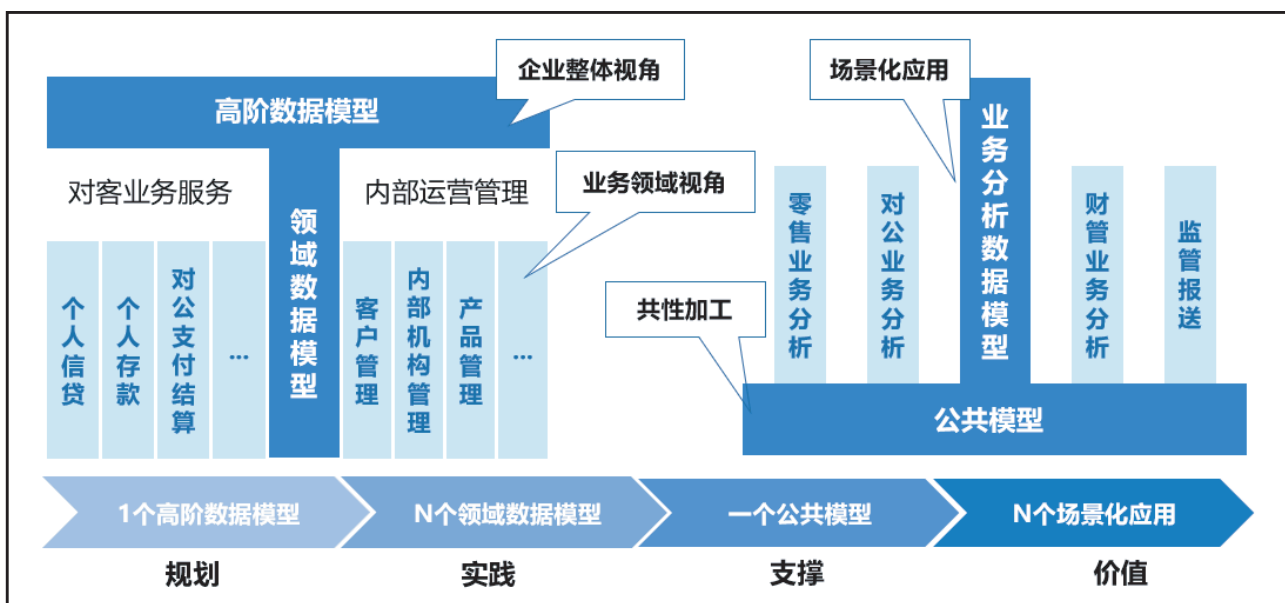 企业整体视角
场景化应用
高阶数据模型
对客业务服务
内部运营管理
业务领域视角
领域数据模型
个人信贷
个人存款
对公支付结算
...
客户管理
内部机构管理
产品管理
...
零售业务分析
对公业务分析
业务分析数据模型
财管业务分析
监管报送
共性加工
公共模型
1个高阶数据模型
N个领域数据模型
一个公共模型
N个场景化应用
规划
实践
支撑
价值